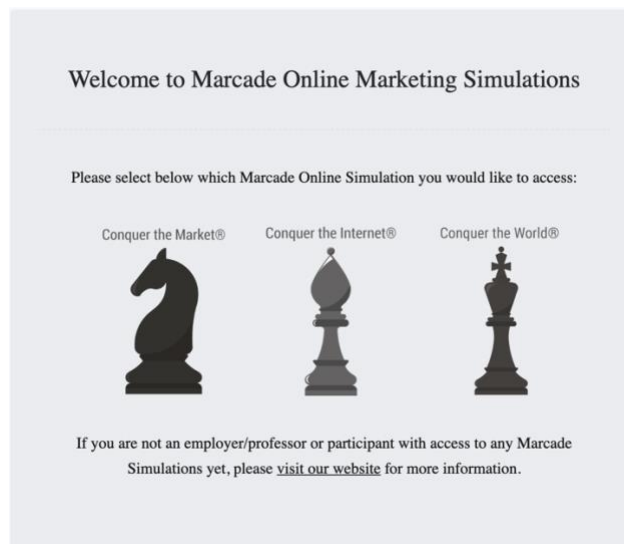 Welcome to Marcade Online Marketing Simulations
Please select below which Marcade Online Simulation you would like to access:
Conquer the Market®
Conquer the Internet®
Conquer the World®
If you are not an employer/professor or participant with access to any Marcade
Simulations yet, please visit our website for more information.